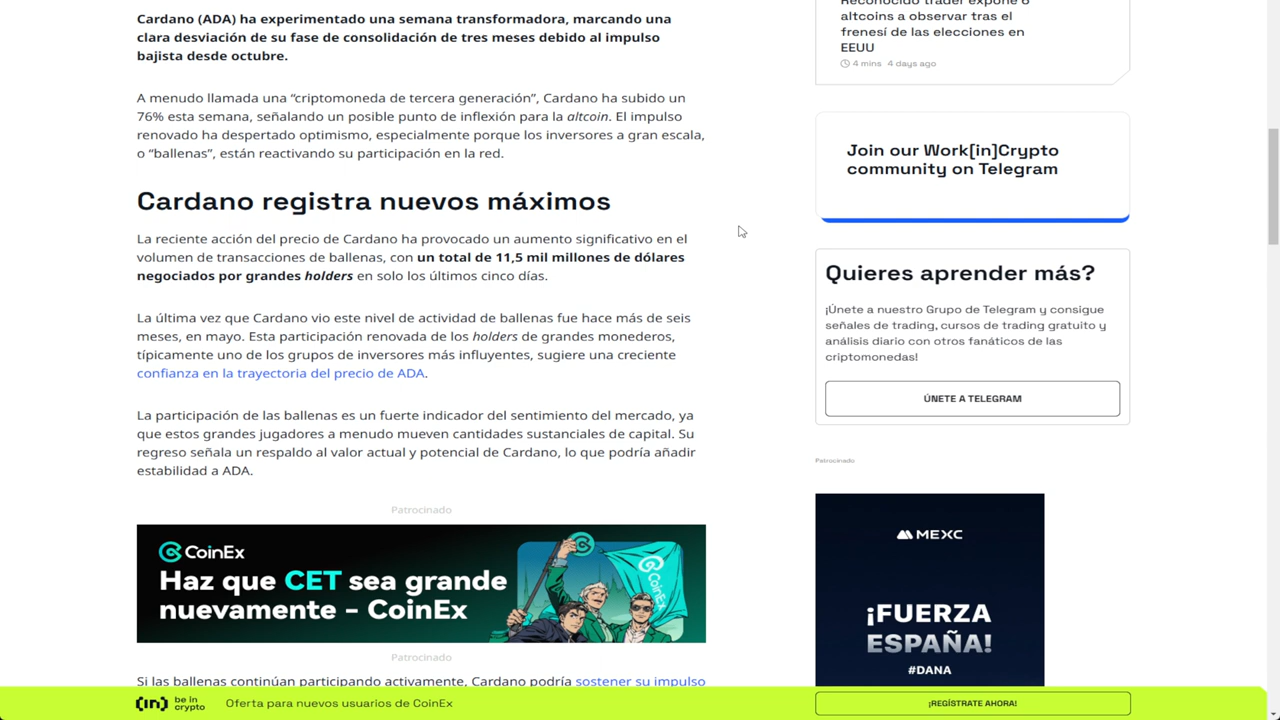 Cardano (ADA) ha experimentado una semana transformadora, marcando una
clara desviación de su fase de consolidación de tres meses debido al impulso
bajista desde octubre.
A menudo llamada una “criptomoneda de tercera generación”, Cardano ha subido un
76% esta semana, señalando un posible punto de inflexión para la altcoin. El impulso
renovado ha despertado optimismo, especialmente porque los inversores a gran escala,
o “ballenas”, están reactivando su participación en la red.
Cardano registra nuevos máximos
La reciente acción del precio de Cardano ha provocado un aumento significativo en el
volumen de transacciones de ballenas, con un total de 11,5 mil millones de dólares
negociados por grandes holders en solo los últimos cinco días.
La última vez que Cardano vio este nivel de actividad de ballenas fue hace más de seis
meses, en mayo. Esta participación renovada de los holders de grandes monederos,
típicamente uno de los grupos de inversores más influyentes, sugiere una creciente
confianza en la trayectoria del precio de ADA.
La participación de las ballenas es un fuerte indicador del sentimiento del mercado, ya
que estos grandes jugadores a menudo mueven cantidades sustanciales de capital. Su
regreso señala un respaldo al valor actual y potencial de Cardano, lo que podría añadir
estabilidad a ADA.
Patrocinado
CoinEx
Haz que CET sea grande
nuevamente – CoinEx
CoinEx
Patrocinado
Si las ballenas continúan participando activamente, Cardano podría sostener su impulso
Reconocido trader expone 6
altcoins a observar tras el
frenesí de las elecciones en
EEUU
4 mins 4 days ago
Join our Work[in]Crypto
community on Telegram
Quieres aprender más?
¡Únete a nuestro Grupo de Telegram y consigue
señales de trading, cursos de trading gratuito y
análisis diario con otros fanáticos de las
criptomonedas!
ÚNETE A TELEGRAM
Patrocinado
MEXC
¡FUERZA
ESPAÑA!
#DANA
(in) be in
crypto
Oferta para nuevos usuarios de CoinEx
¡REGÍSTRATE AHORA!